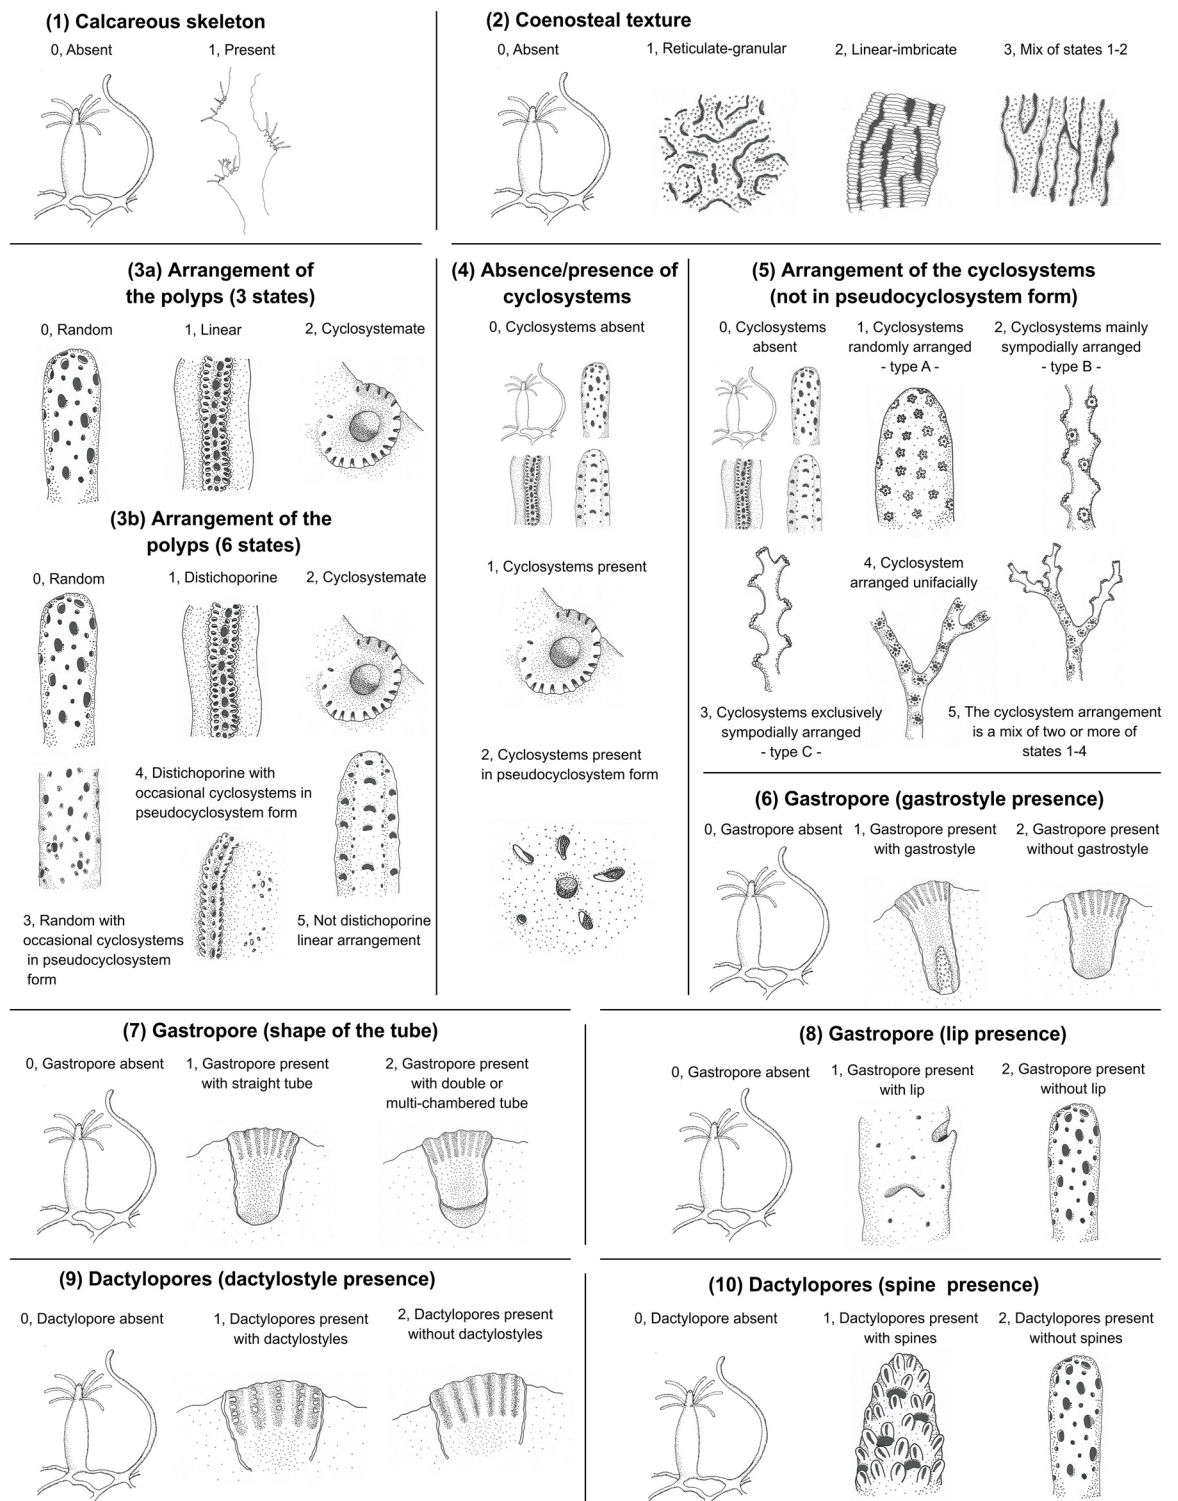 (1) Calcareous skeleton
0, Absent
1, Present
(2) Coenosteal texture
0, Absent
1, Reticulate-granular
2, Linear-imbricate
3, Mix of states 1-2
(3a) Arrangement of
the polyps (3 states)
0, Random
1, Linear
2, Cyclosystemate
(3b) Arrangement of the
polyps (6 states)
0, Random
1, Distichoporine
2, Cyclosystemate
4, Distichoporine with
occasional cyclosystems in
pseudocyclosystem form
3, Random with
occasional cyclosystems
in pseudocyclosystem
form
5, Not distichoporine
linear arrangement
(4) Absence/presence of
cyclosystems
0, Cyclosystems absent
1, Cyclosystems present
2, Cyclosystems present
in pseudocyclosystem form
(5) Arrangement of the cyclosystems
(not in pseudocyclosystem form)
0, Cyclosystems
absent
1, Cyclosystems
randomly arranged
- type A -
2, Cyclosystems mainly
sympodially arranged
- type B -
4, Cyclosystem
arranged unifacially
3, Cyclosystems exclusively
sympodially arranged
- type C -
5, The cyclosystem arrangement
is a mix of two or more of
states 1-4
(6) Gastropore (gastrostyle presence)
0, Gastropore absent
1, Gastropore present
with gastrostyle
2, Gastropore present
without gastrostyle
(7) Gastropore (shape of the tube)
0, Gastropore absent
1, Gastropore present
with straight tube
2, Gastropore present
with double or
multi-chambered tube
(8) Gastropore (lip presence)
0, Gastropore absent
1, Gastropore present
with lip
2, Gastropore present
without lip
(9) Dactylopores (dactylostyle presence)
0, Dactylopore absent
1, Dactylopores present
with dactylostyles
2, Dactylopores present
without dactylostyles
(10) Dactylopores (spine  presence)
0, Dactylopore absent
1, Dactylopores present
with spines
2, Dactylopores present
without spines